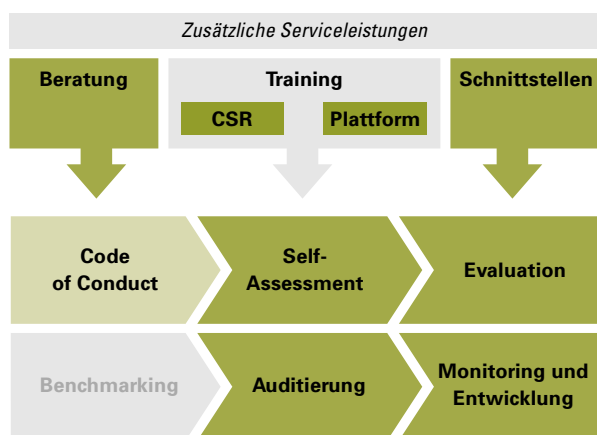 Zusätzliche Serviceleistungen
Beratung
Training
Schnittstellen
CSR
Plattform
Code
of Conduct
Self-
Assessment
Evaluation
Benchmarking
Auditierung
Monitoring und
Entwicklung